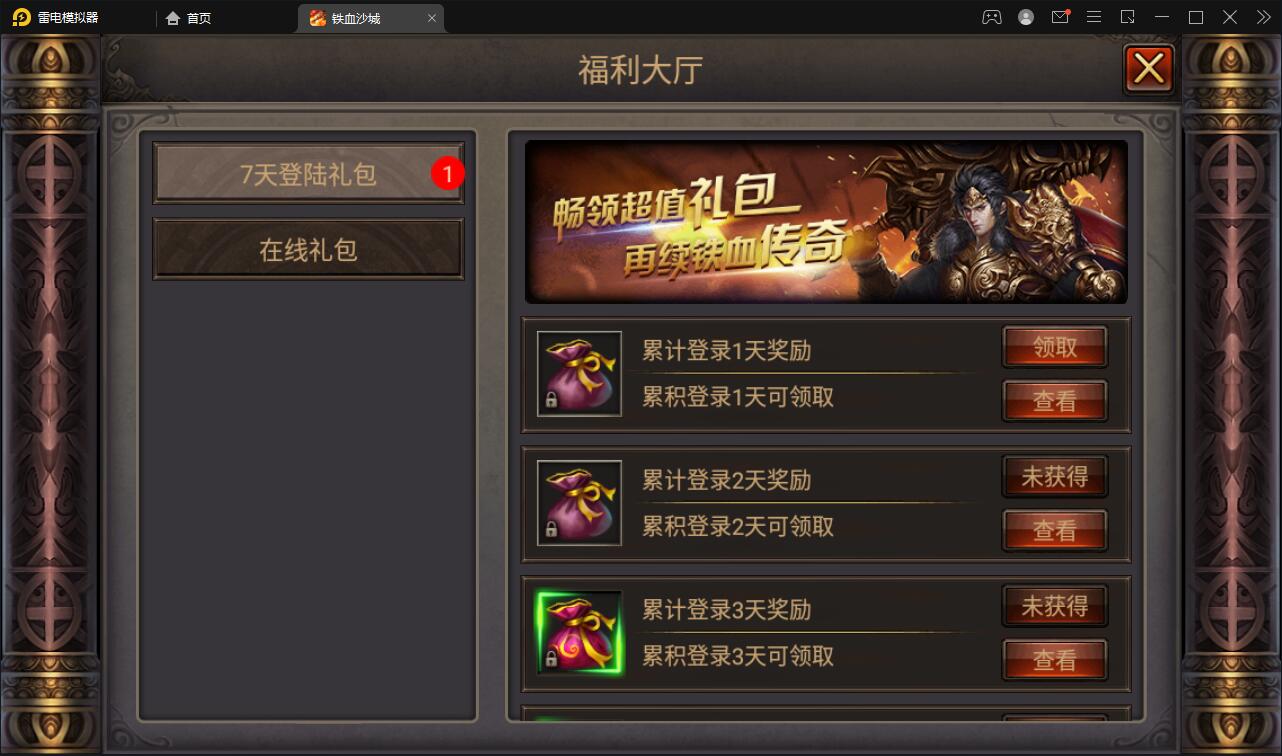 雷电模拟器
首页
铁血沙城
福利大厅
7天登陆礼包
1
在线礼包
畅领超值礼包
再续铁血传奇
累计登录1天奖励
领取
累积登录1天可领取
查看
累计登录2天奖励
未获得
累积登录2天可领取
查看
累计登录3天奖励
未获得
累积登录3天可领取
查看